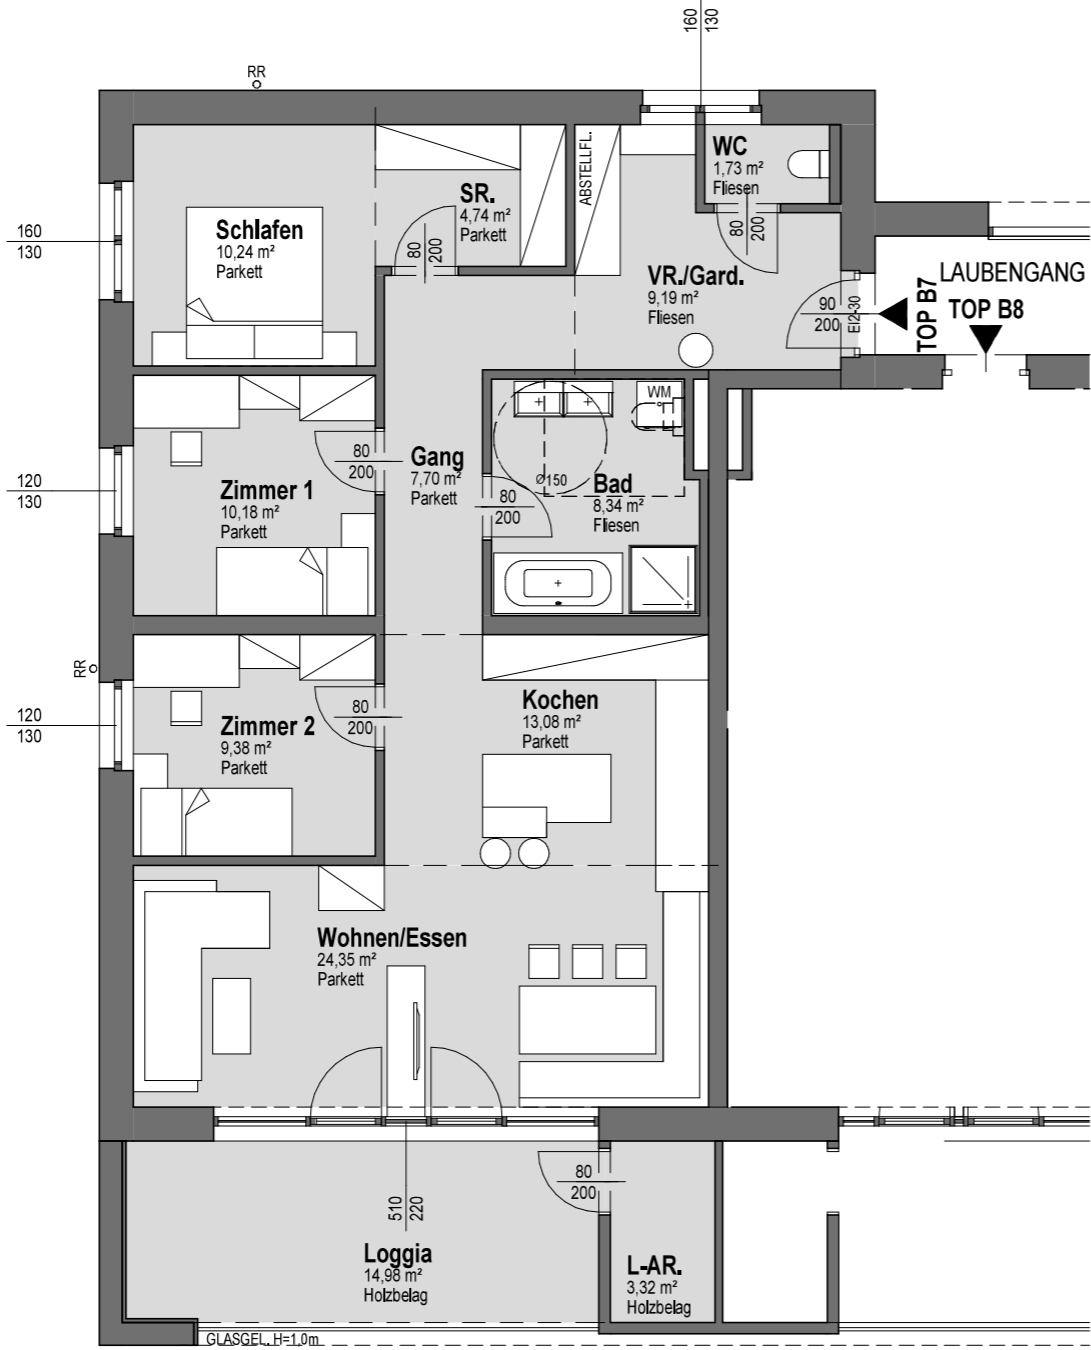 160
130
RR
ABSTELLFL.
WC
1,73 m²
Fliesen
80
200
SR.
4,74 m²
Parkett
80
200
Schlafen
10,24 m²
Parkett
160
130
VR./Gard.
9,19 m²
Fliesen
90
200
EI2-30
TOP B7
LAUBENGANG
TOP B8
WM
Zimmer 1
10,18 m²
Parkett
120
130
80
200
Gang
7,70 m²
Parkett
80
200
Ø150
Bad
8,34 m²
Fliesen
RR
Zimmer 2
9,38 m²
Parkett
120
130
80
200
Kochen
13,08 m²
Parkett
Wohnen/Essen
24,35 m²
Parkett
510
220
80
200
Loggia
14,98 m²
Holzbelag
L-AR.
3,32 m²
Holzbelag
GLASGEL. H=1,0m